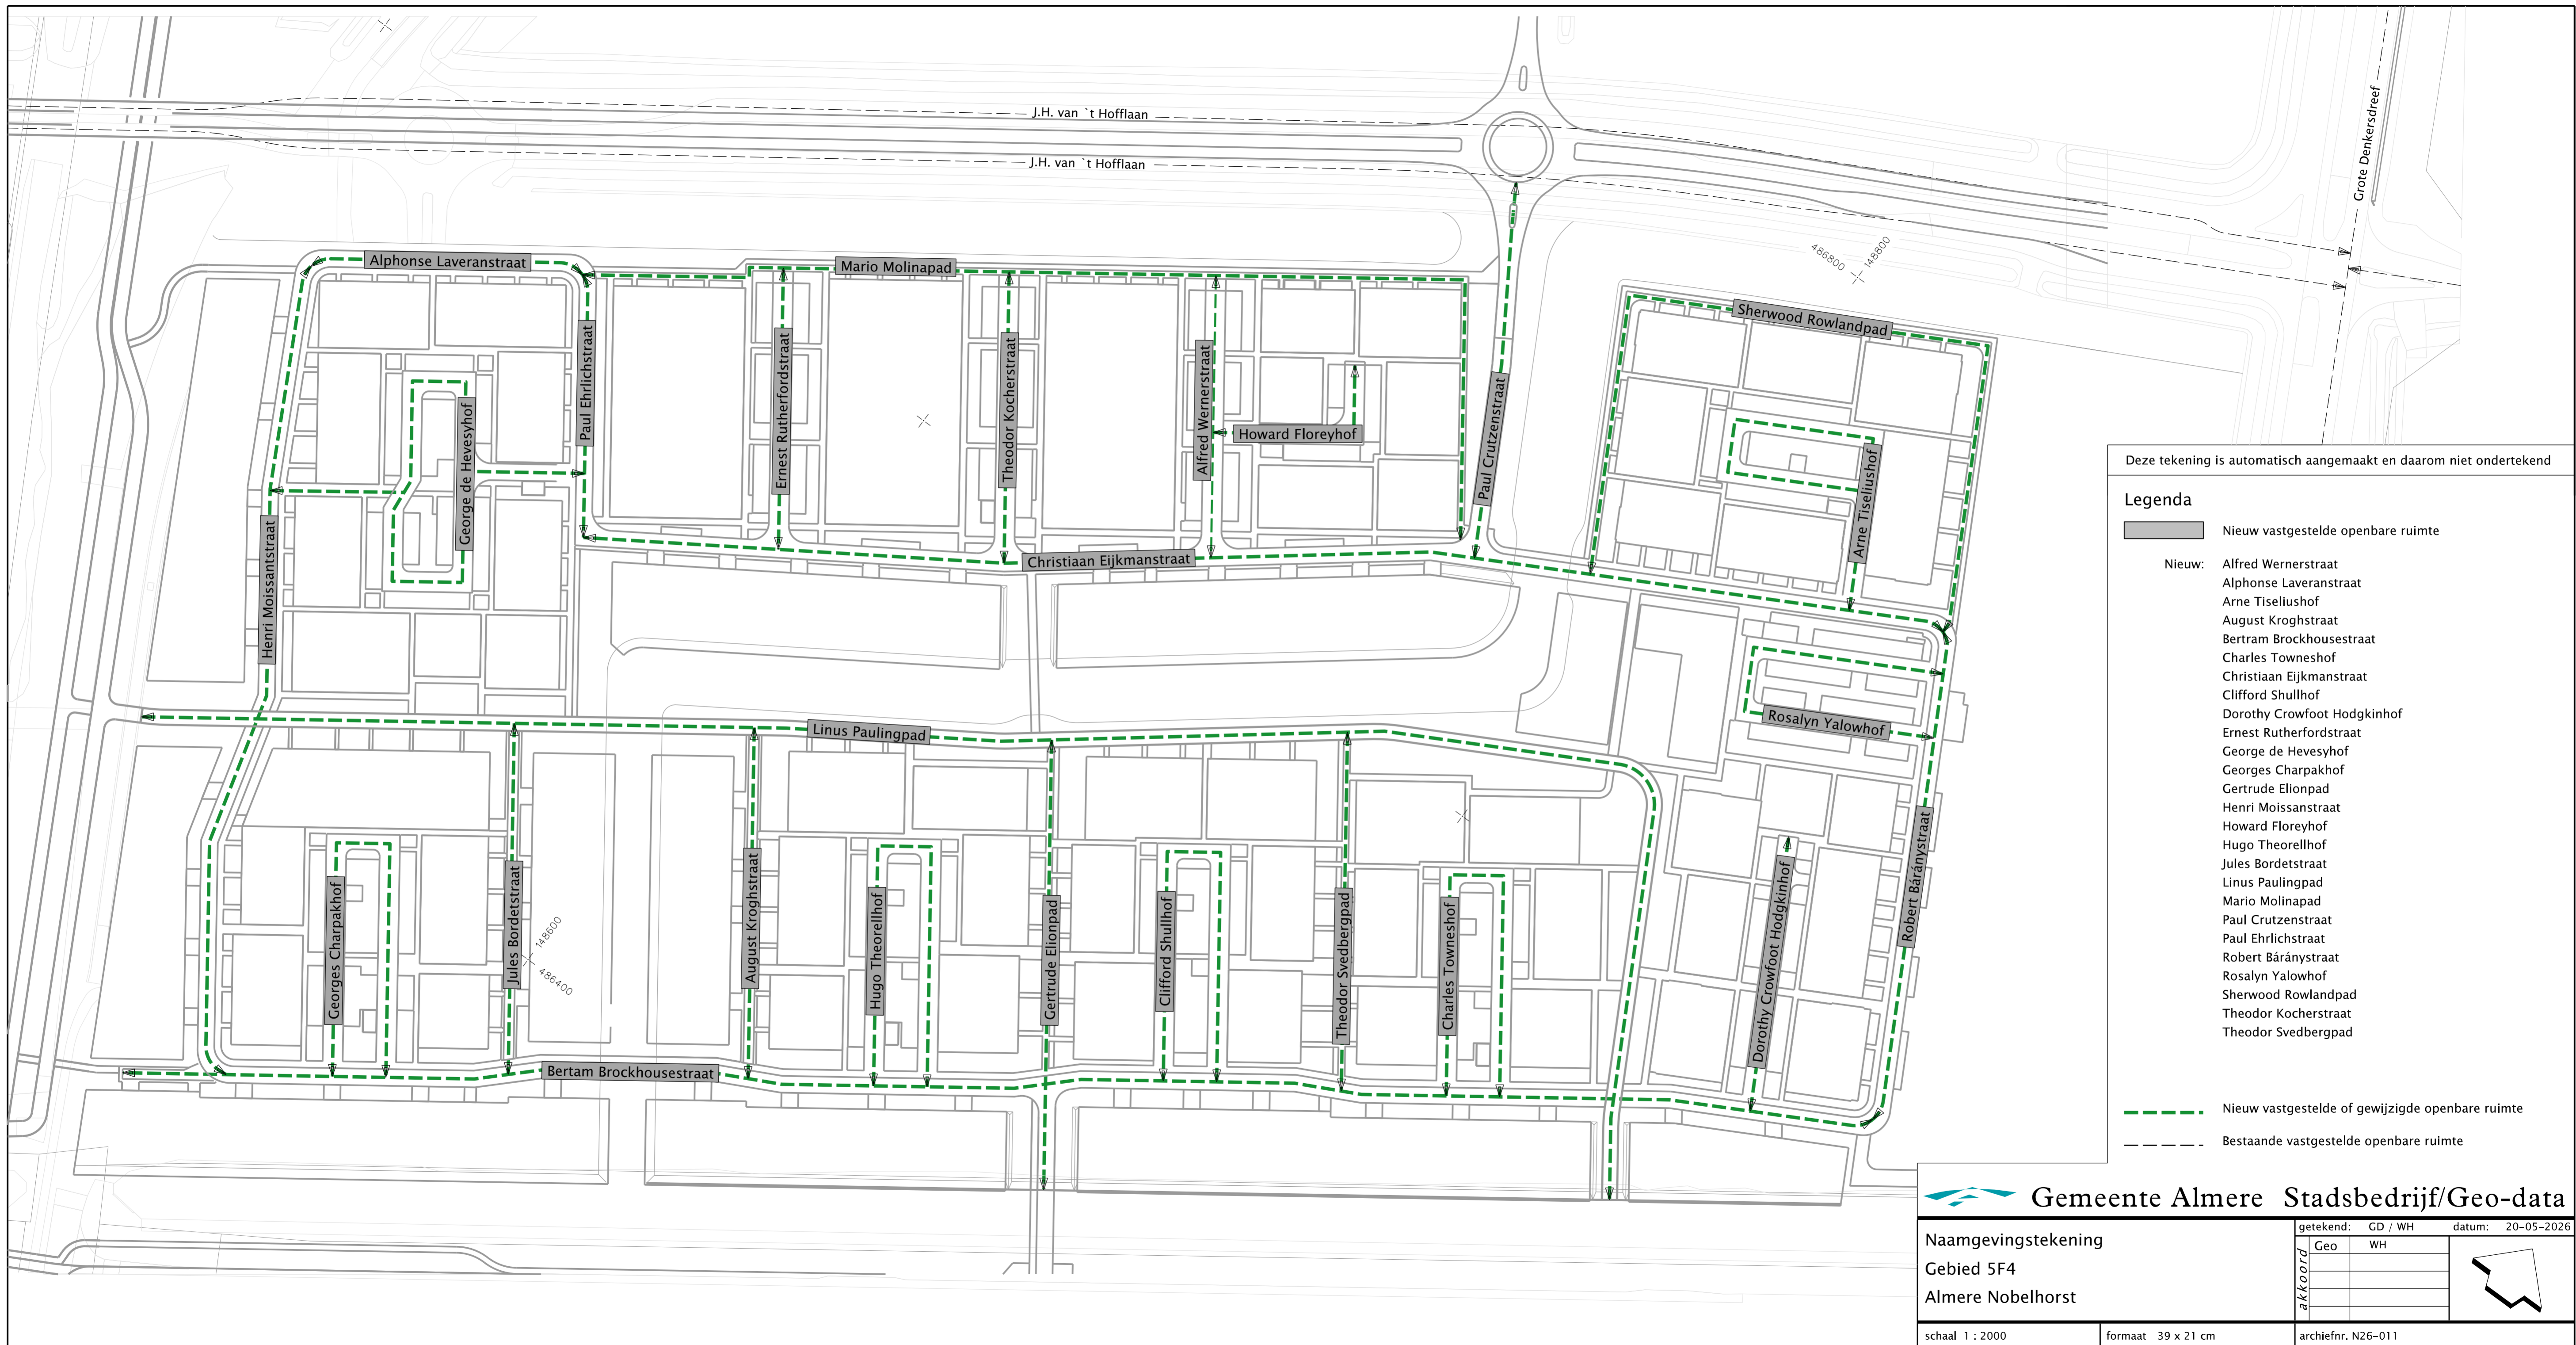 J.H. van `t Hofflaan
J.H. van `t Hofflaan
Grote Denkersdreef
486800
148800
Alphonse Laveranstraat
Mario Molinapad
Sherwood Rowlandpad
Paul Ehrlichstraat
Ernest Rutherfordstraat
Theodor Kocherstraat
Alfred Wernerstraat
Howard Floreyhof
Paul Crutzenstraat
George de Hevesyhof
Arne Tiseliushof
Henri Moissantstraat
Christiaan Eijkmanstraat
Linus Paulingpad
Rosalyn Yalowhof
Georges Charpakhof
Jules Bordetstraat
148600
486400
August Kroghstraat
Hugo Theorellhof
Gertrude Elionpad
Clifford Shullhof
Theodor Svedbergpad
Charles Towneshof
Dorothy Crowfoot Hodgkinhof
Robert Báránystraat
Bertam Brockhousestraat
Deze tekening is automatisch aangemaakt en daarom niet ondertekend
Legenda
Nieuw vastgestelde openbare ruimte
Nieuw: Alfred Wernerstraat
Alphonse Laveranstraat
Arne Tiseliushof
August Kroghstraat
Bertram Brockhousestraat
Charles Towneshof
Christiaan Eijkmanstraat
Clifford Shullhof
Dorothy Crowfoot Hodgkinhof
Ernest Rutherfordstraat
George de Hevesyhof
Georges Charpakhof
Gertrude Elionpad
Henri Moissanstraat
Howard Floreyhof
Hugo Theorellhof
Jules Bordetstraat
Linus Paulingpad
Mario Molinapad
Paul Crutzenstraat
Paul Ehrlichstraat
Robert Báránystraat
Rosalyn Yalowhof
Sherwood Rowlandpad
Theodor Kocherstraat
Theodor Svedbergpad
Nieuw vastgestelde of gewijzigde openbare ruimte
Bestaande vastgestelde openbare ruimte
Gemeente Almere Stadsbedrijf/Geo-data
Naamgevingstekening
Gebied 5F4
Almere Nobelhorst
getekend: GD / WH datum: 20-05-2026
akkoord
Geo WH
schaal 1 : 2000
formaat 39 x 21 cm
archiefnr. N26-011